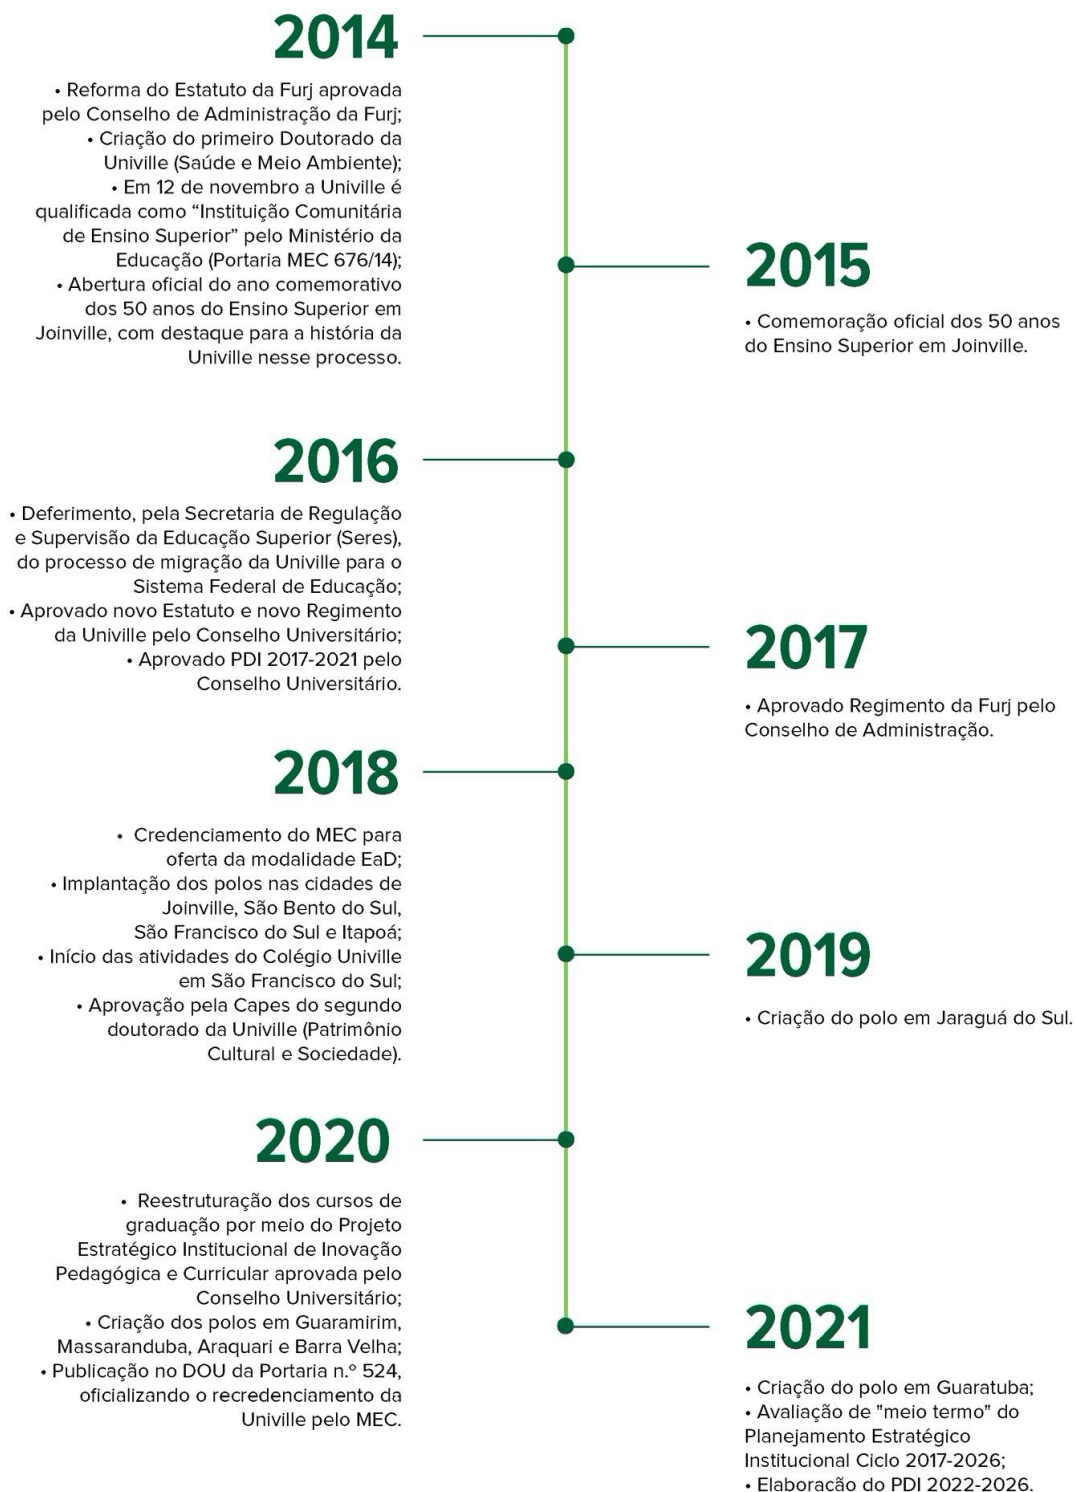 2014
• Reforma do Estatuto da Furj aprovada
pelo Conselho de Administração da Furj;
• Criação do primeiro Doutorado da
Univille (Saúde e Meio Ambiente);
• Em 12 de novembro a Univille é
qualificada como “Instituição Comunitária
de Ensino Superior” pelo Ministério da
Educação (Portaria MEC 676/14);
• Abertura oficial do ano comemorativo
dos 50 anos do Ensino Superior em
Joinville, com destaque para a história da
Univille nesse processo.
2015
• Comemoração oficial dos 50 anos
do Ensino Superior em Joinville.
2016
• Deferimento, pela Secretaria de Regulação
e Supervisão da Educação Superior (Seres),
do processo de migração da Univille para o
Sistema Federal de Educação;
• Aprovado novo Estatuto e novo Regimento
da Univille pelo Conselho Universitário;
• Aprovado PDI 2017-2021 pelo
Conselho Universitário.
2017
• Aprovado Regimento da Furj pelo
Conselho de Administração.
2018
• Credenciamento do MEC para
oferta da modalidade EaD;
• Implantação dos polos nas cidades de
Joinville, São Bento do Sul,
São Francisco do Sul e Itapoá;
• Início das atividades do Colégio Univille
em São Francisco do Sul;
• Aprovação pela Capes do segundo
doutorado da Univille (Patrimônio
Cultural e Sociedade).
2019
• Criação do polo em Jaraguá do Sul.
2020
• Reestruturação dos cursos de
graduação por meio do Projeto
Estratégico Institucional de Inovação
Pedagógica e Curricular aprovada pelo
Conselho Universitário;
• Criação dos polos em Guaramirim,
Massaranduba, Araquari e Barra Velha;
• Publicação no DOU da Portaria n.º 524,
oficializando o recredenciamento da
Univille pelo MEC.
2021
• Criação do polo em Guaratuba;
• Avaliação de "meio termo" do
Planejamento Estratégico
Institucional Ciclo 2017-2026;
• Elaboração do PDI 2022-2026.